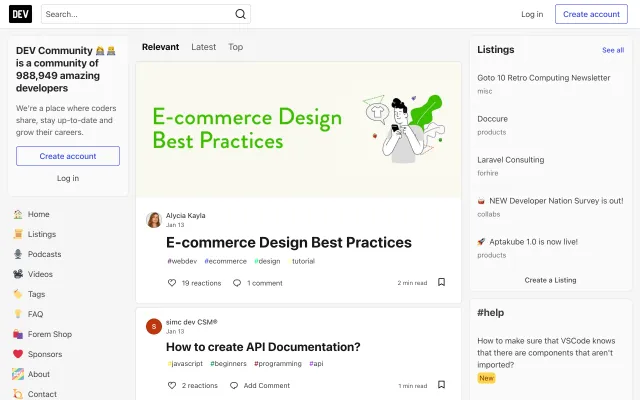 DEV
Search...
Log in
Create account
DEV Community
is a community of
988,949 amazing
developers
We're a place where coders
share, stay up-to-date and
grow their careers.
Create account
Log in
Home
Listings
Podcasts
Videos
Tags
FAQ
Forem Shop
Sponsors
About
Contact
Relevant
Latest
Top
E-commerce Design
Best Practices
Alycia Kayla
Jan 13
E-commerce Design Best Practices
#webdev #ecommerce #design tutorial
19 reactions
1 comment
2 min read
S
simc dev CSM®
Jan 13
How to create API Documentation?
#javascript #beginners #programming #api
2 reactions
Add Comment
1 min read
Listings
See all
Goto 10 Retro Computing Newsletter
misc
Doccure
products
Laravel Consulting
forhire
NEW Developer Nation Survey is out!
collabs
Aptakube 1.0 is now live!
products
Create a Listing
#help
How to make sure that VSCode knows
that there are components that aren't
imported?
New